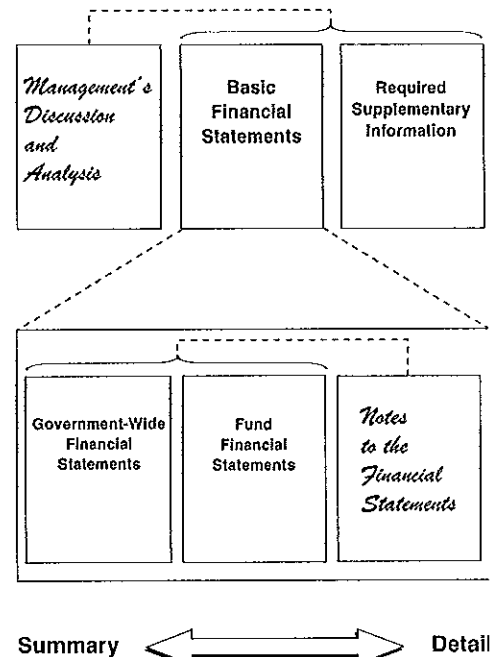 Management's
Discussion
and
Analysis
Basic
Financial
Statements
Required
Supplementary
Information
Government-Wide
Financial
Statements
Fund
Financial
Statements
Notes
to the
Financial
Statements
Summary
Detail